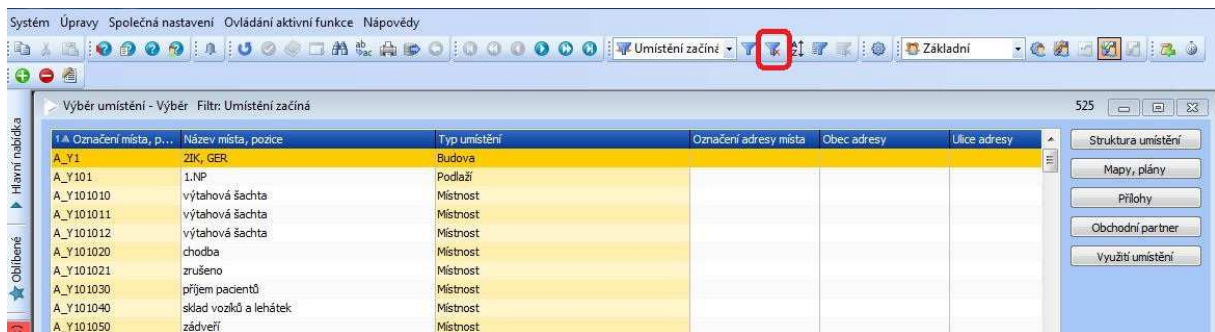 Systém Úpravy Společná nastavení Ovládání aktivní funkce Nápovědy
Umístění začíná Základní
Výběr umístění - Výběr Filtr: Umístění začíná 525
1 Označení místa, p... Název místa, pozice Typ umístění Označení adresy místa Obec adresy Ulice adresy Struktura umístění
A_Y1 2IK, GER Budova
A_Y101 1.NP Podlaží Mapy, plány
A_Y101010 výtahová šachta Místnost Přílohy
A_Y101011 výtahová šachta Místnost
A_Y101012 výtahová šachta Místnost Obchodní partner
A_Y101020 chodba Místnost
A_Y101021 zrušeno Místnost Využití umístění
A_Y101030 příjem pacientů Místnost
A_Y101040 sklad vozíků a lehátek Místnost
A_Y101050 zádveří Místnost
Hlavní nabídka
Oblíbené